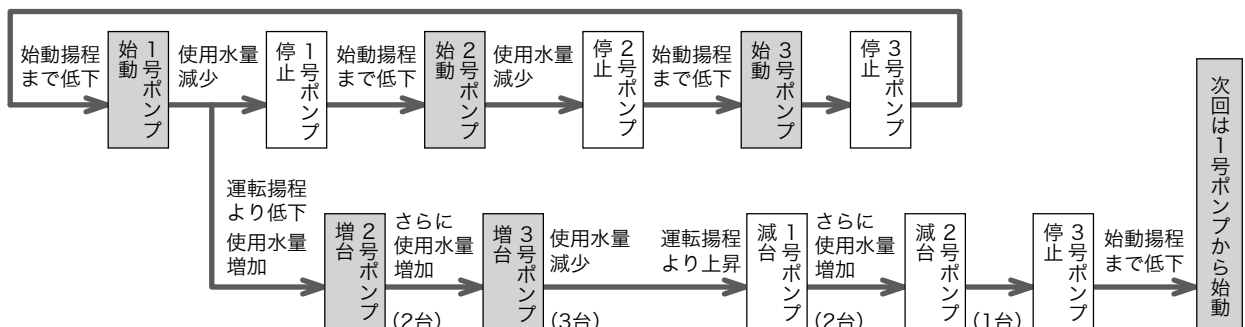 始動揚程
まで低下
1号ポンプ
始動
使用水量
減少
1号ポンプ
停止
始動揚程
まで低下
2号ポンプ
始動
使用水量
減少
2号ポンプ
停止
始動揚程
まで低下
3号ポンプ
始動
3号ポンプ
停止
次回は1号ポンプから始動
運転揚程
より低下
使用水量
増加
2号ポンプ
増台
(2台)
さらに
使用水量
増加
3号ポンプ
増台
(3台)
使用水量
減少
運転揚程
より上昇
1号ポンプ
減台
(2台)
さらに
使用水量
増加
2号ポンプ
減台
(1台)
3号ポンプ
停止
始動揚程
まで低下